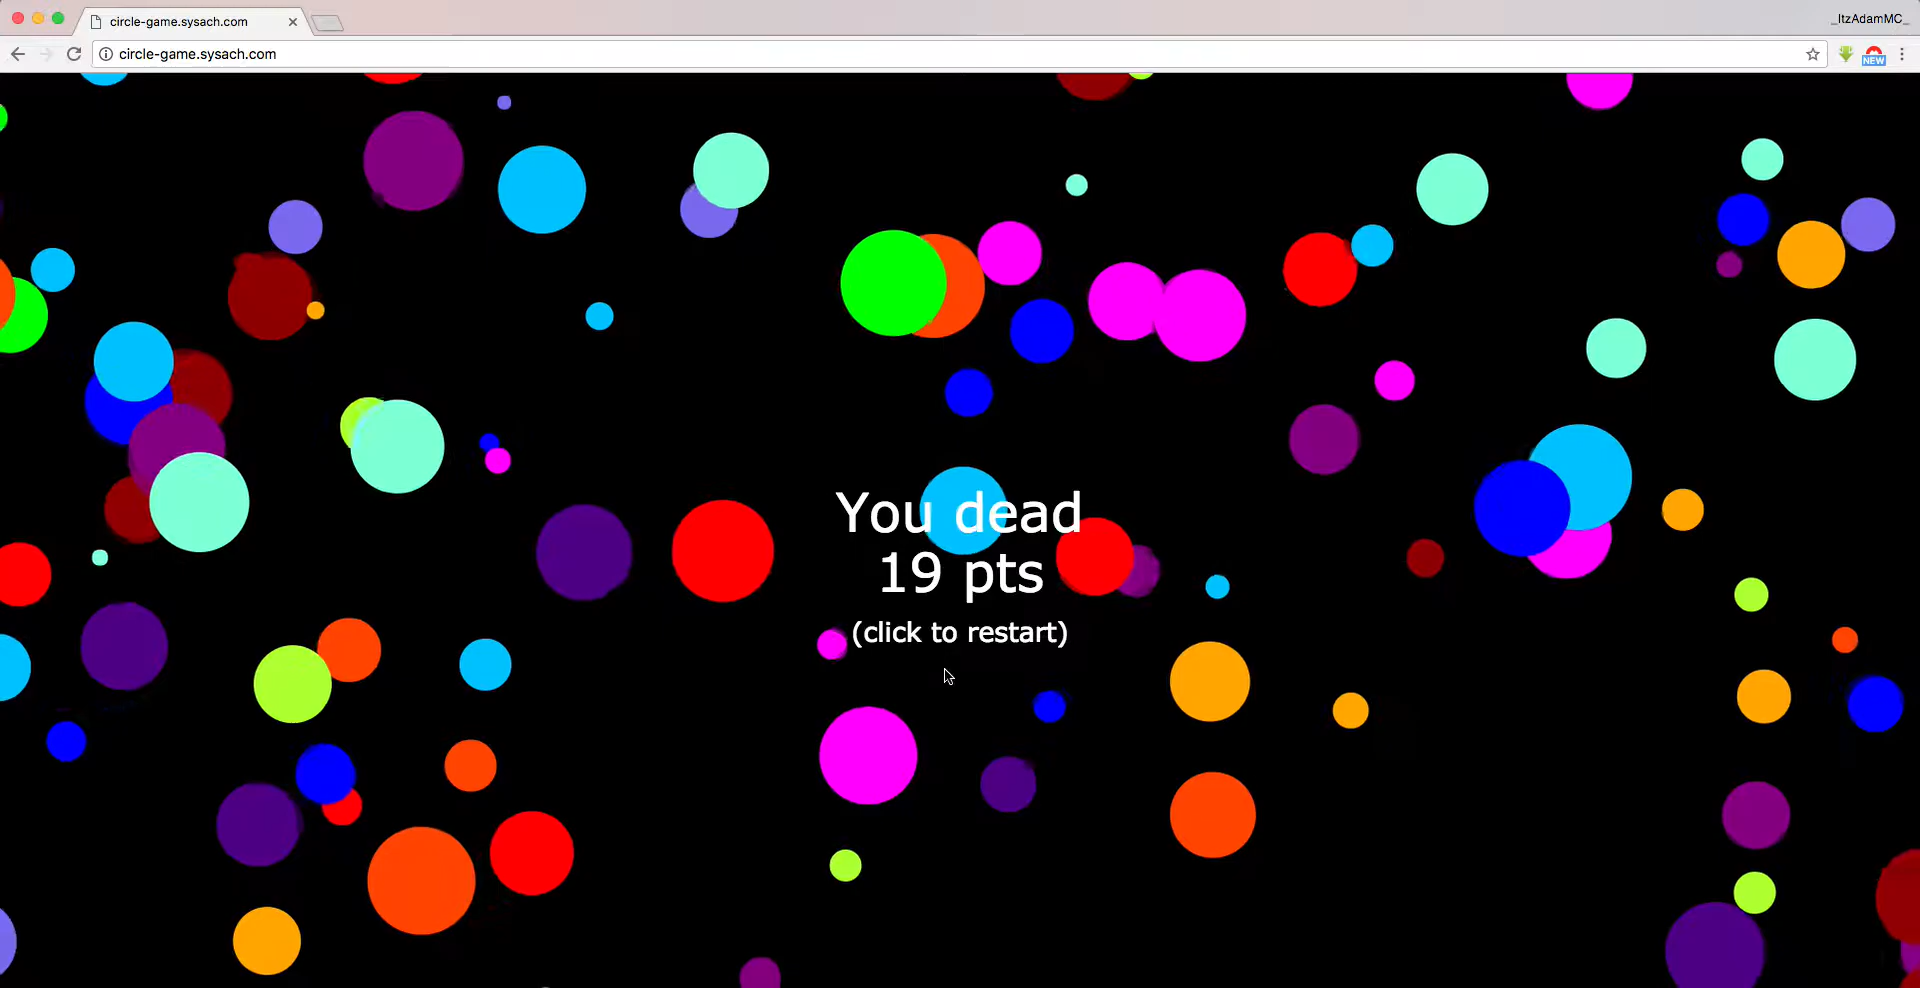 circle-game.sysach.com
_ItzAdamMC_
circle-game.sysach.com
NEW
You dead
19 pts
(click to restart)